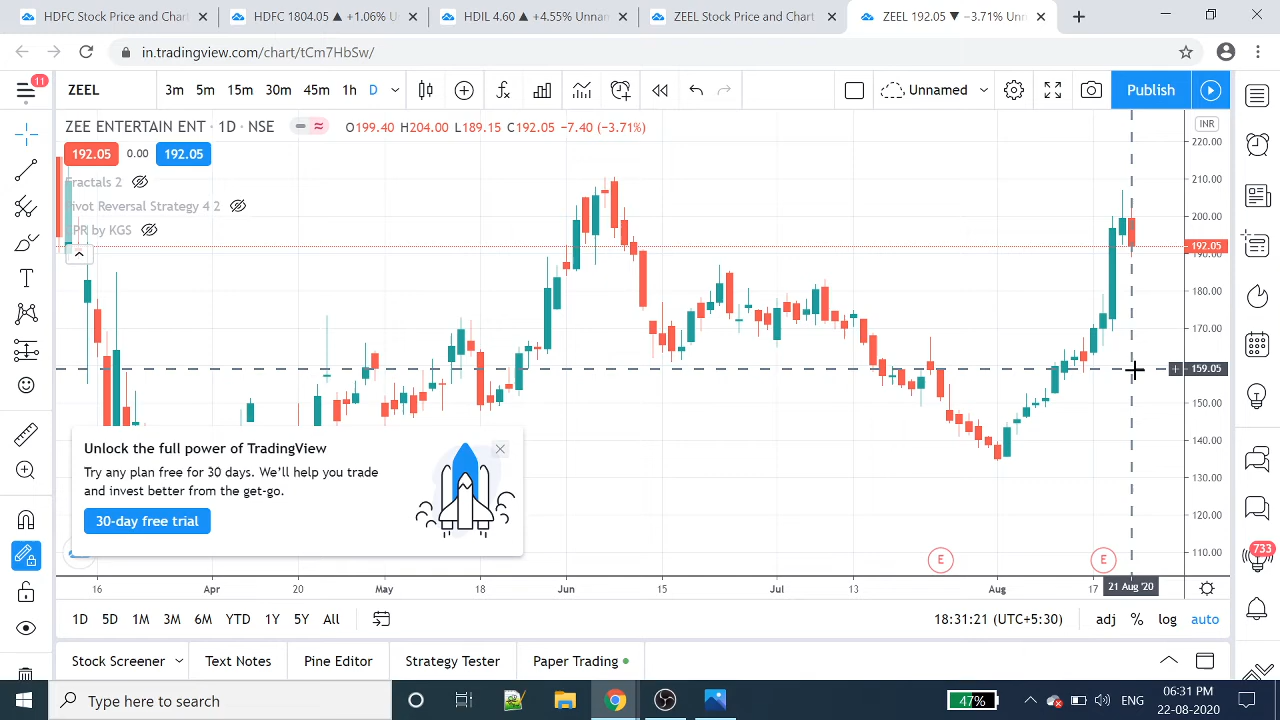 HDFC Stock Price and Chart
HDFC 1804.05 ▲ +1.06% U
HDIL 4.60 ▲ +4.55% Unnam
ZEEL Stock Price and Chart
ZEEL 192.05 ▼ −3.71% Unn
in.tradingview.com/chart/tCm7HbSw/
11
ZEEL
3m 5m 15m 30m 45m 1h D
Unnamed
Publish
ZEE ENTERTAIN ENT · 1D · NSE
O199.40 H204.00 L189.15 C192.05 −7.40 (−3.71%)
INR
192.05 0.00 192.05
Fractals 2
Pivot Reversal Strategy 4 2
PR by KGS
220.00
210.00
200.00
192.05
190.00
180.00
170.00
159.05
150.00
140.00
130.00
120.00
110.00
Unlock the full power of TradingView
Try any plan free for 30 days. We'll help you trade
and invest better from the get-go.
30-day free trial
E E
733
16 Apr 20 May 18 Jun 15 Jul 13 Aug 17 21 Aug '20
1D 5D 1M 3M 6M YTD 1Y 5Y All
18:31:21 (UTC+5:30) adj % log auto
Stock Screener Text Notes Pine Editor Strategy Tester Paper Trading
Type here to search
47%
ENG
06:31 PM
22-08-2020